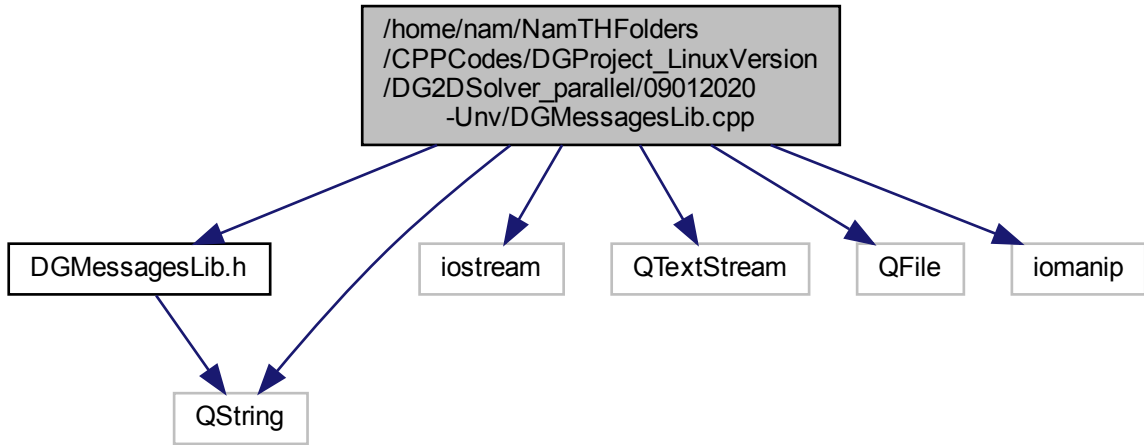 /home/nam/NamTHFolders
/CPPCodes/DGProject_LinuxVersion
/DG2DSolver_parallel/09012020
-Unv/DGMessagesLib.cpp
DGMessagesLib.h
iostream
QTextStream
QFile
iomanip
QString